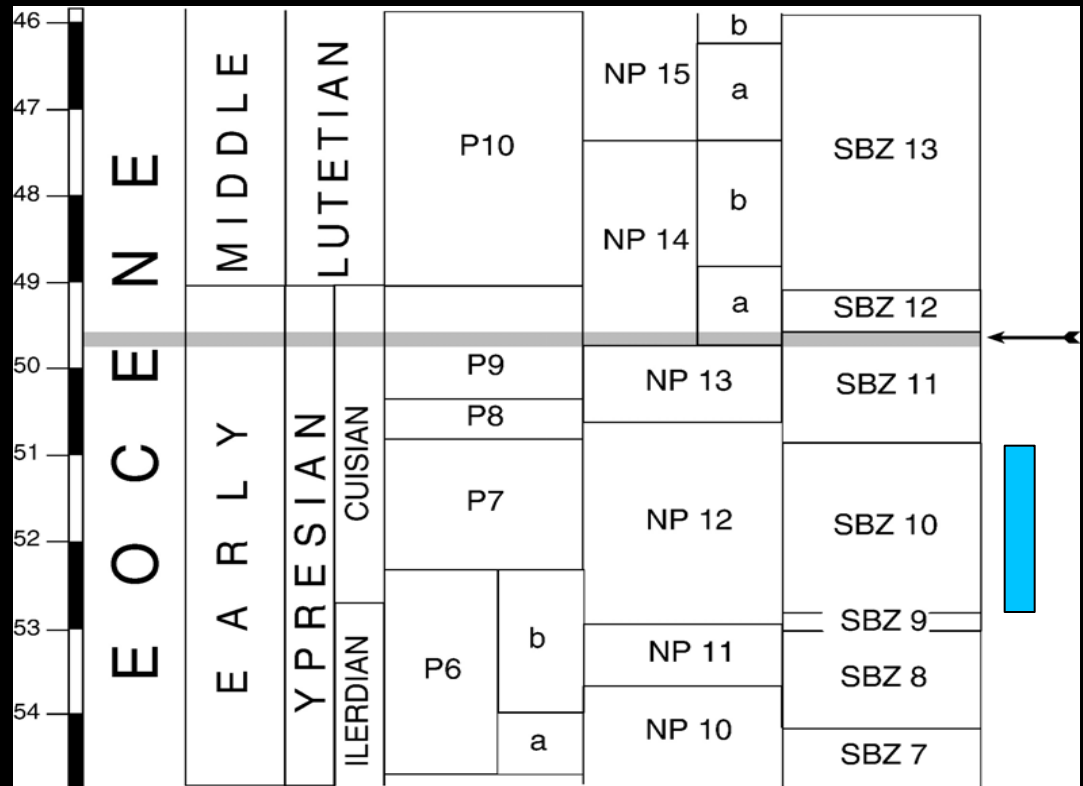 46
47
48
49
50
51
52
53
54
EOCENE
MIDDLE
EARLY
LUTETIAN
YPRESIAN
CUISIAN
ILERDIAN
P10
P9
P8
P7
P6
b
a
NP 15
b
a
NP 14
b
a
NP 13
NP 12
NP 11
NP 10
SBZ 13
SBZ 12
SBZ 11
SBZ 10
SBZ 9
SBZ 8
SBZ 7